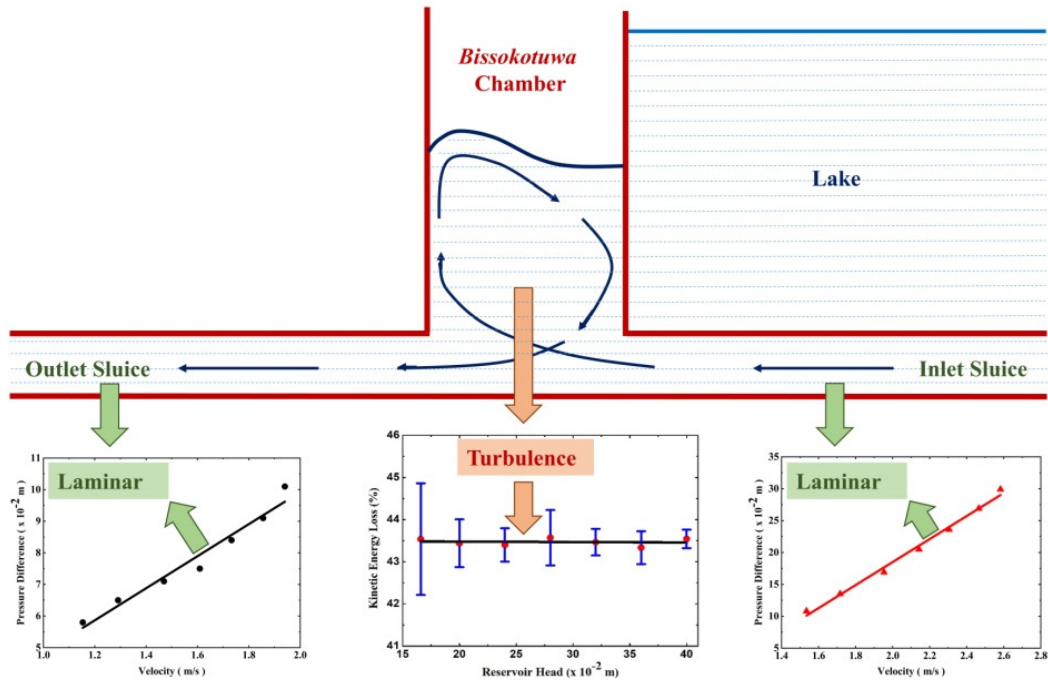 Bissokotuwa
Chamber
Lake
Outlet Sluice
Inlet Sluice
Laminar
Pressure Difference ( x 10⁻² m )
11
10
9
8
7
6
5
1.0 1.2 1.4 1.6 1.8 2.0
Velocity ( m/s )
Turbulence
Kinetic Energy Loss (%)
46
45
44
43
42
41
15 20 25 30 35 40
Reservoir Head (x 10⁻² m)
Laminar
Pressure Difference ( x 10⁻² m )
35
30
25
20
15
10
5
1.4 1.6 1.8 2.0 2.2 2.4 2.6 2.8
Velocity ( m/s )